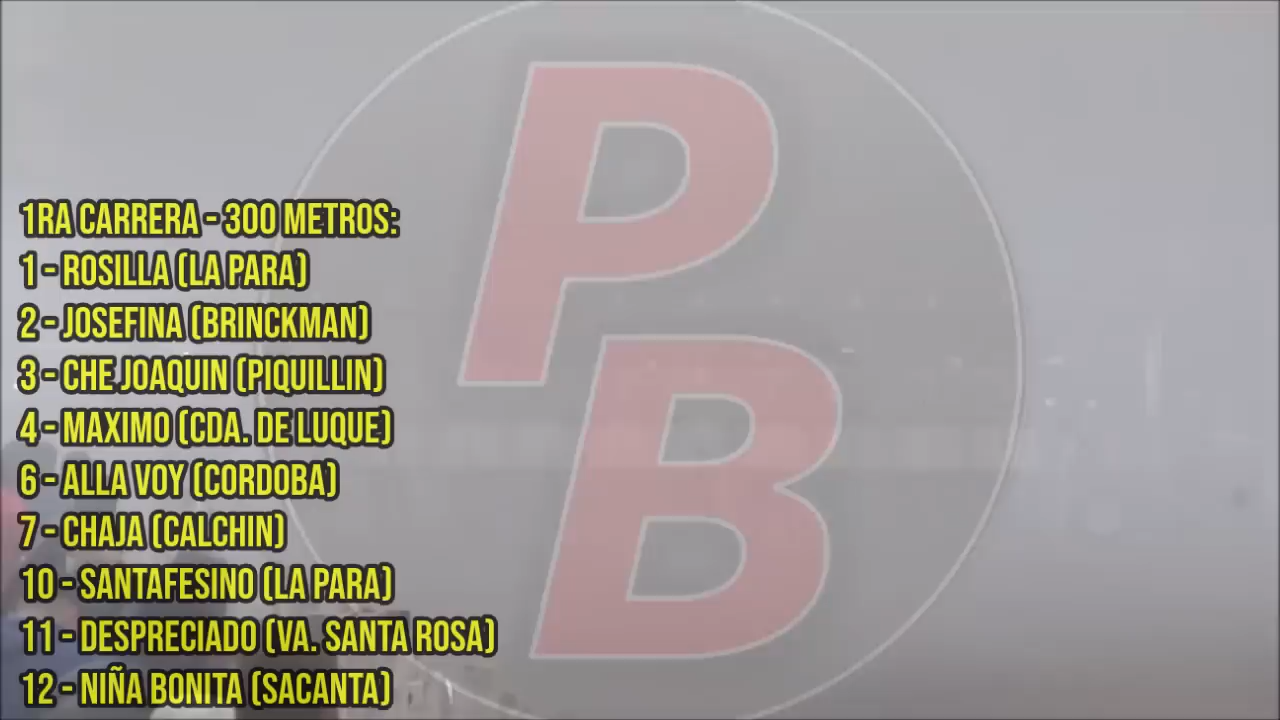 PB
1RA CARRERA - 300 METROS:
1 - ROSILLA (LA PARA)
2 - JOSEFINA (BRINCKMAN)
3 - CHE JOAQUIN (PIQUILLIN)
4 - MAXIMO (CDA. DE LUQUE)
6 - ALLA VOY (CORDOBA)
7 - CHAJA (CALCHIN)
10 - SANTAFESINO (LA PARA)
11 - DESPRECIADO (VA. SANTA ROSA)
12 - NIÑA BONITA (SACANTA)